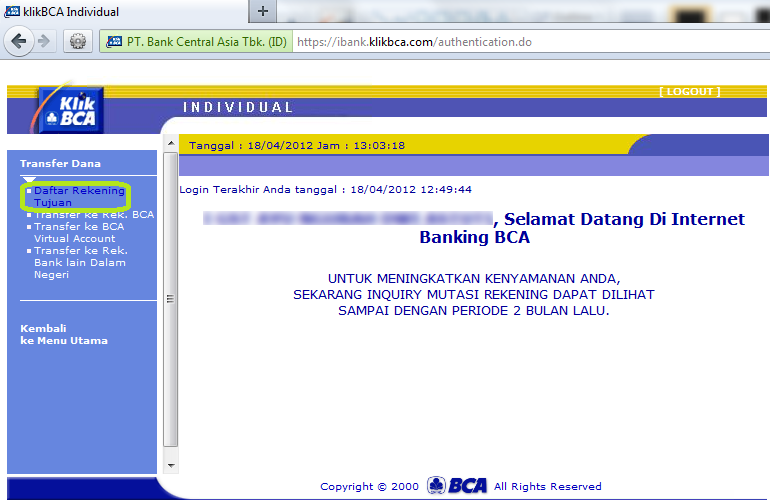 klikBCA Individual
PT. Bank Central Asia Tbk. (ID)
https://ibank.klikbca.com/authentication.do
[ LOGOUT ]
Klik
BCA
INDIVIDUAL
Tanggal : 18/04/2012 Jam : 13:03:18
Transfer Dana
Daftar Rekening
Tujuan
Transfer ke Rek. BCA
Transfer ke BCA
Virtual Account
Transfer ke Rek.
Bank lain Dalam
Negeri
Kembali
ke Menu Utama
Login Terakhir Anda tanggal : 18/04/2012 12:49:44
, Selamat Datang Di Internet
Banking BCA
UNTUK MENINGKATKAN KENYAMANAN ANDA,
SEKARANG INQUIRY MUTASI REKENING DAPAT DILIHAT
SAMPAI DENGAN PERIODE 2 BULAN LALU.
Copyright © 2000 BCA All Rights Reserved